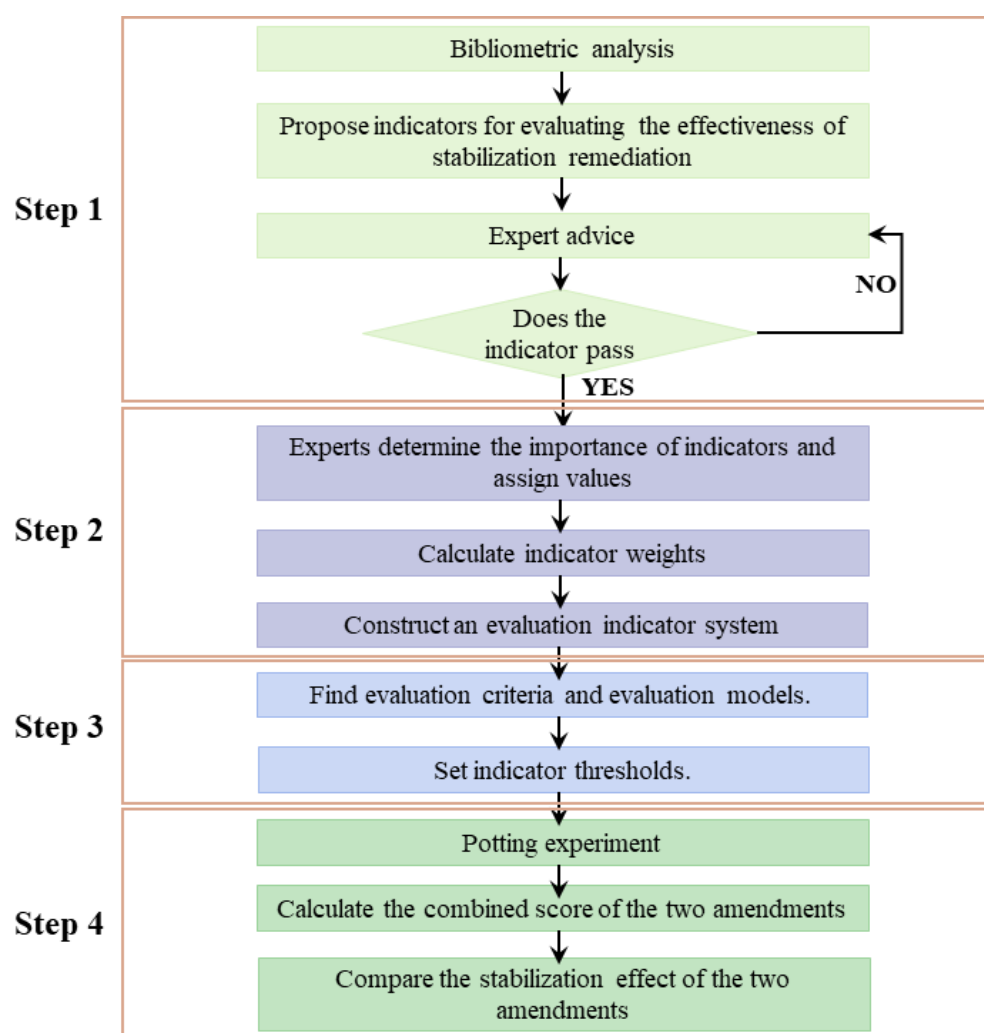 Bibliometric analysis
Propose indicators for evaluating the effectiveness of
stabilization remediation
Step 1
Expert advice
NO
Does the
indicator pass
YES
Experts determine the importance of indicators and
assign values
Step 2
Calculate indicator weights
Construct an evaluation indicator system
Find evaluation criteria and evaluation models.
Step 3
Set indicator thresholds.
Potting experiment
Calculate the combined score of the two amendments
Step 4
Compare the stabilization effect of the two
amendments